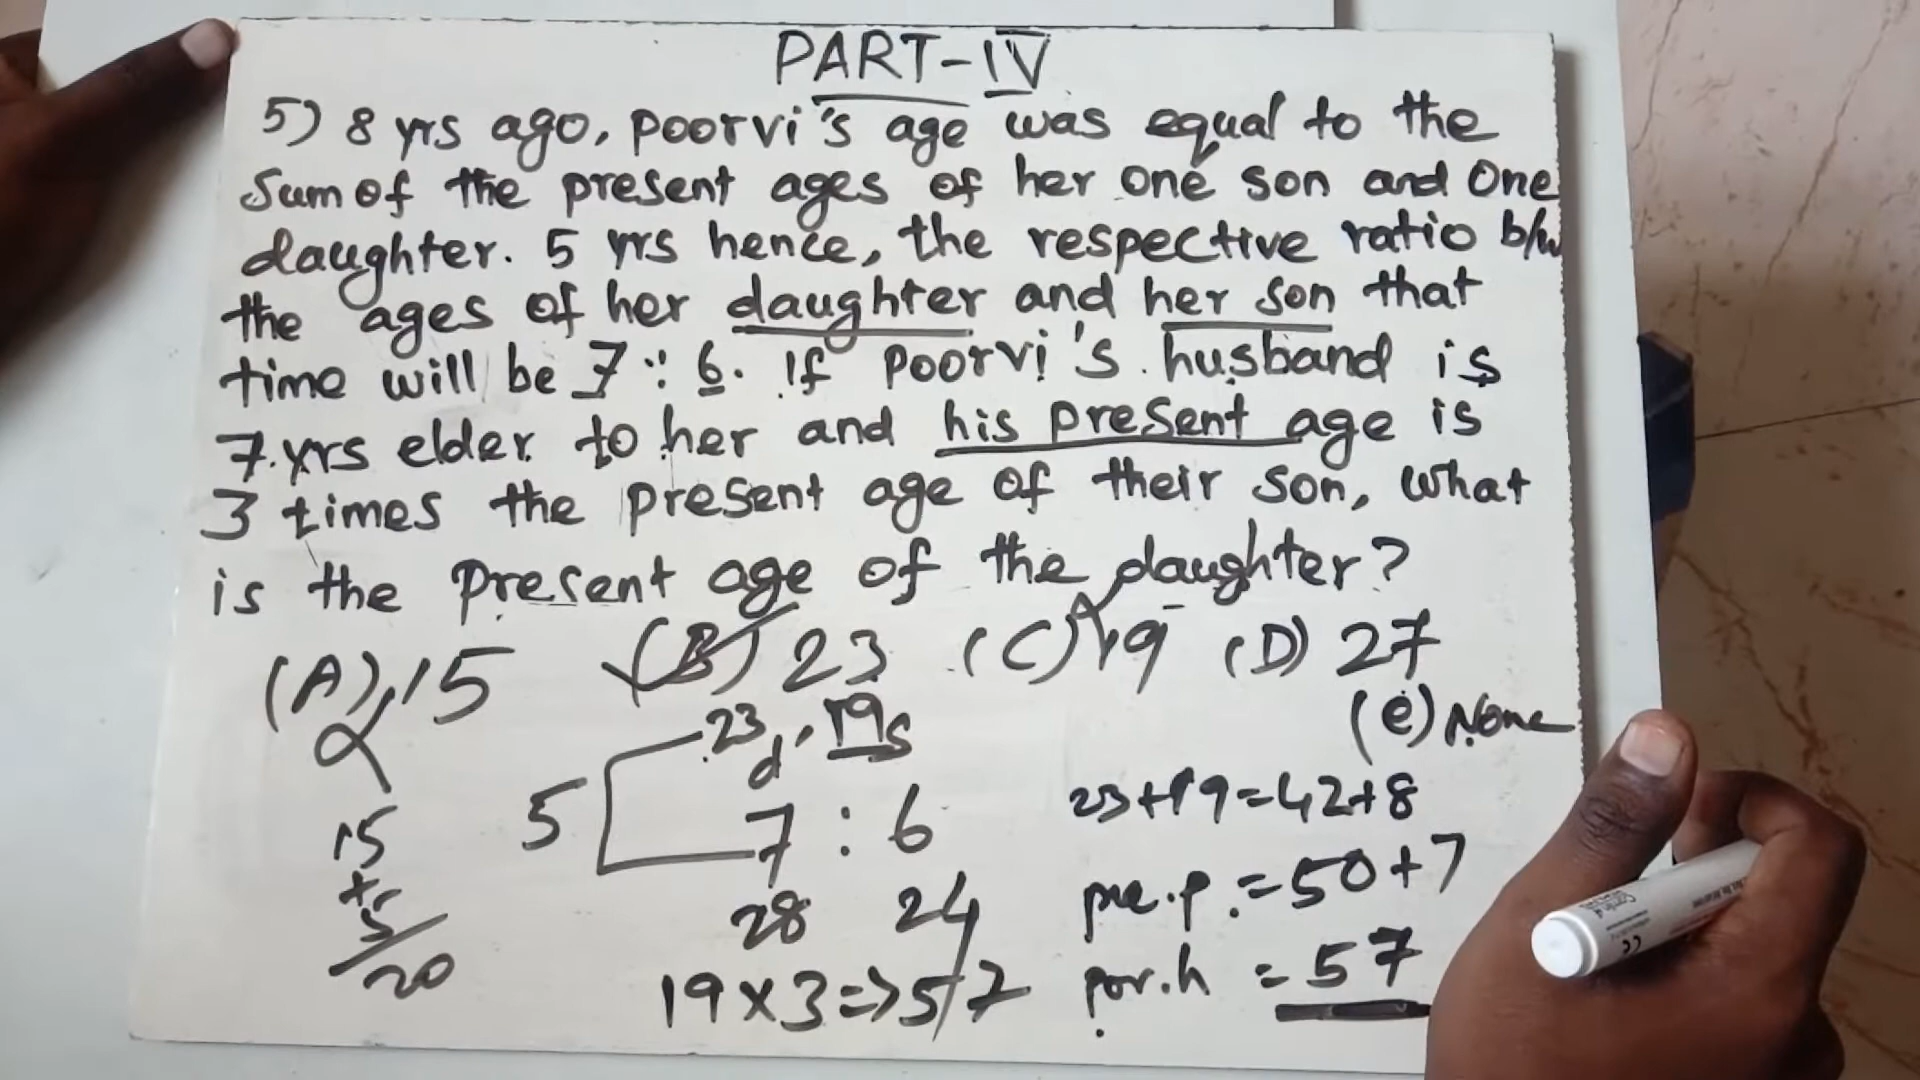 PART-IV
5) 8 yrs ago, poorvi's age was equal to the
Sum of the present ages of her one son and one
daughter. 5 yrs hence, the respective ratio b/w
the ages of her daughter and her son that
time will be 7 : 6. If poorvi's husband is
7 yrs elder to her and his present age is
3 times the present age of their son, what
is the present age of the daughter?
(A) 15 (B) 23 (C) 19 (D) 27
(e) None
23 d, 19 s
5 7 : 6
28 24
19 x 3 => 57
15
+5
20
23+19=42+8
pre.p. = 50+7
por.h = 57